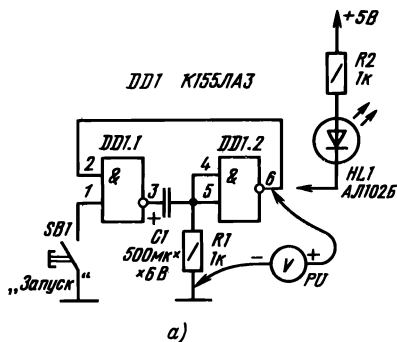 +5В
DD1 К155ЛА3
R2
1к
DD1.1
DD1.2
HL1
АЛ102Б
2
1
&
3
+
4
5
&
6
SB1
„Запуск“
C1
500мк×
×6В
R1
1к
-
V
+
PU
а)